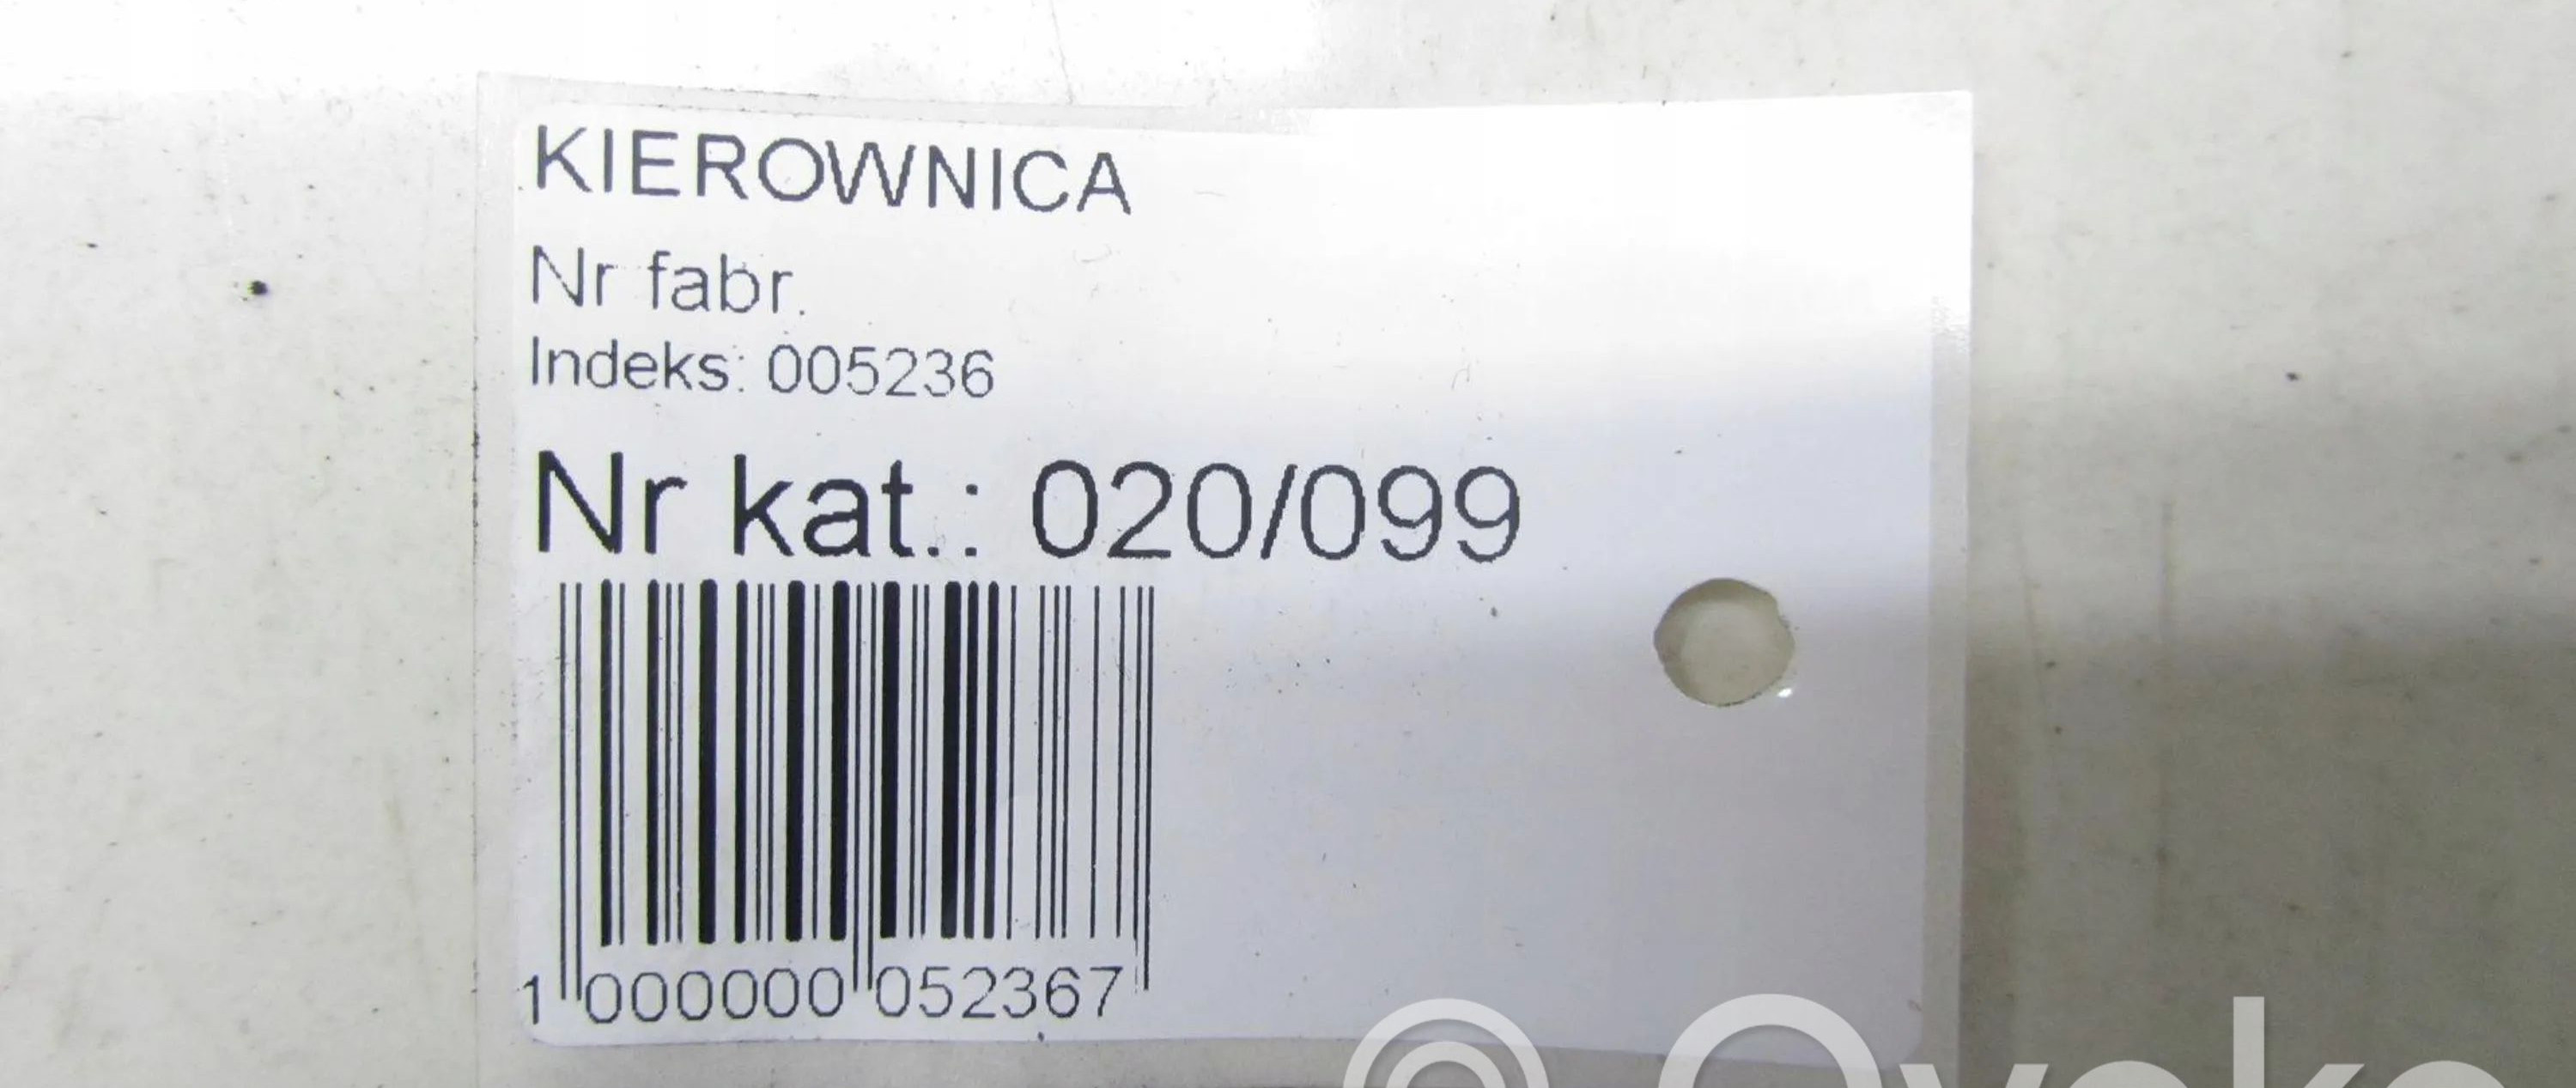 KIEROWNICA
Nr fabr.
Indeks: 005236
Nr kat.: 020/099
1 000000 052367